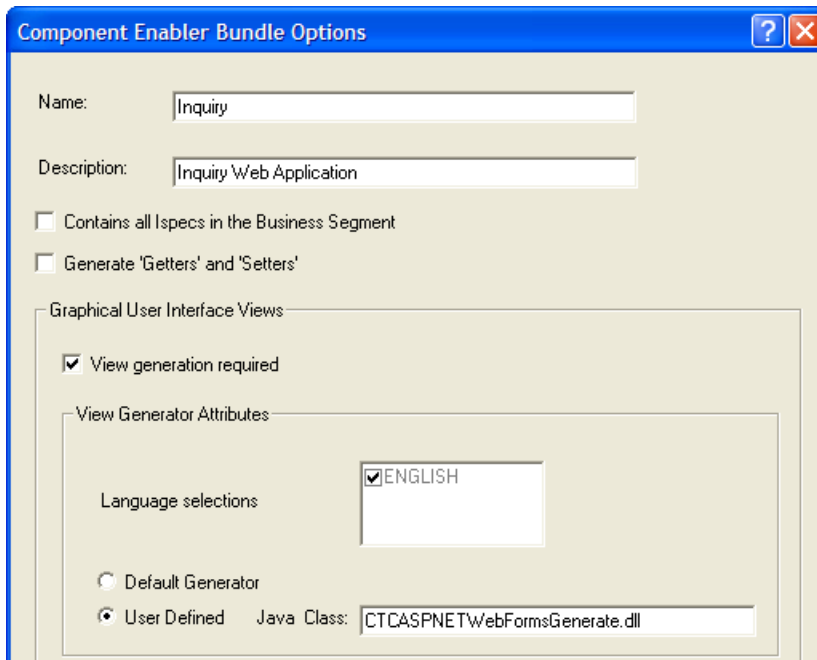 Component Enabler Bundle Options
Name: Inquiry
Description: Inquiry Web Application
Contains all Ispecs in the Business Segment
Generate 'Getters' and 'Setters'
Graphical User Interface Views
View generation required
View Generator Attributes
ENGLISH
Language selections
Default Generator
User Defined Java Class: CTCASPNETWebFormsGenerate.dll